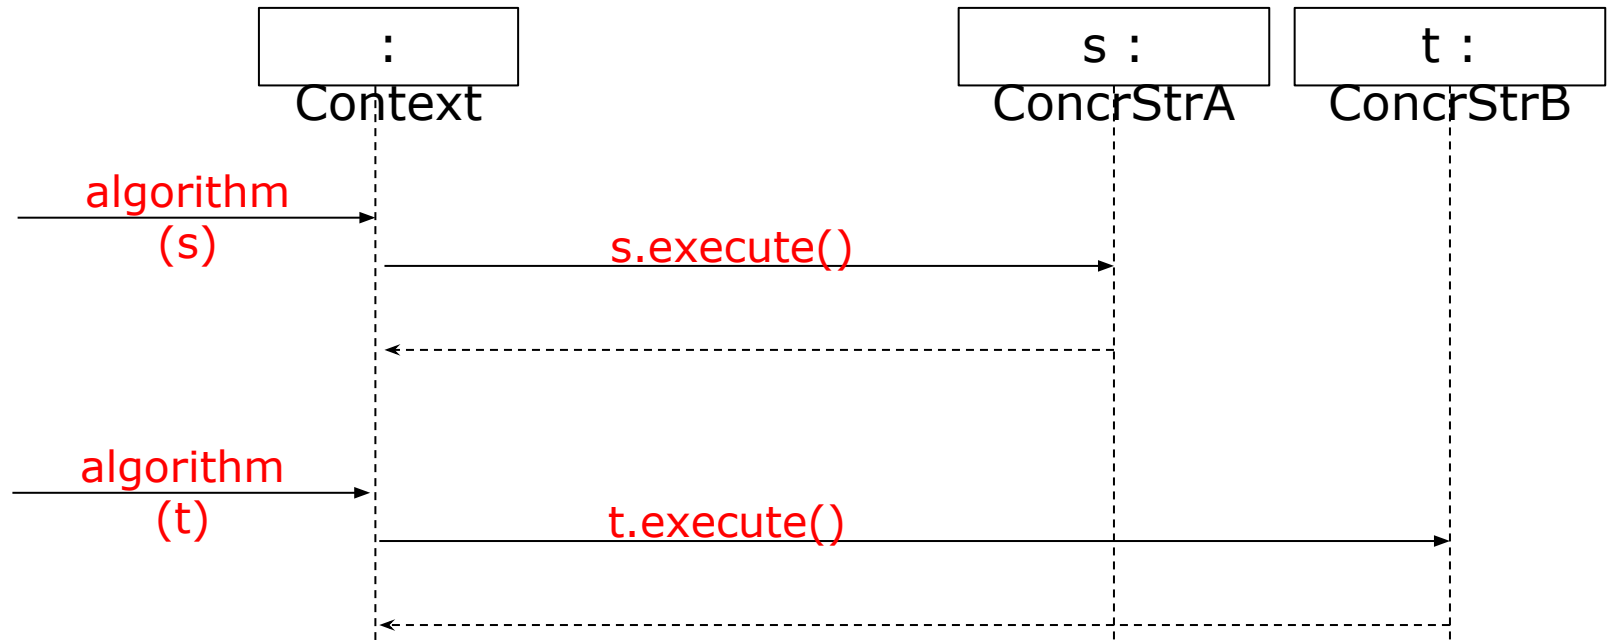 :
Context
s :
ConcrStrA
t :
ConcrStrB
algorithm
(s)
s.execute()
algorithm
(t)
t.execute()